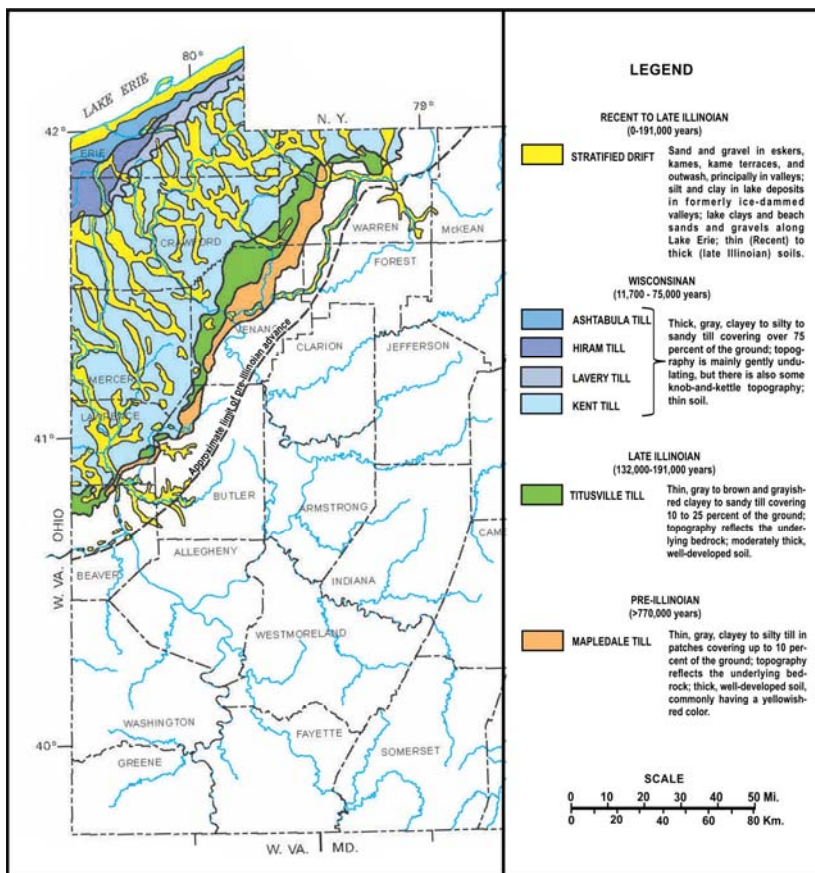 80°
LAKE ERIE
79°
42°
N. Y.
ERIE
WARREN
McKEAN
CRAWFORD
FOREST
VENANGO
CLARION
JEFFERSON
MERCER
LAWRENCE
Approximate limit of pre-Illinoian advance
41°
BUTLER
ARMSTRONG
OHIO
W. VA.
CAM
ALLEGHENY
BEAVER
INDIANA
WESTMORELAND
WASHINGTON
FAYETTE
40°
GREENE
SOMERSET
W. VA. MD.
LEGEND
RECENT TO LATE ILLINOIAN
(0-191,000 years)
STRATIFIED DRIFT
Sand and gravel in eskers,
kames, kame terraces, and
outwash, principally in valleys;
silt and clay in lake deposits
in formerly ice-dammed
valleys; lake clays and beach
sands and gravels along
Lake Erie; thin (Recent) to
thick (late Illinoian) soils.
WISCONSINAN
(11,700 - 75,000 years)
ASHTABULA TILL
HIRAM TILL
LAVERY TILL
KENT TILL
Thick, gray, clayey to silty to
sandy till covering over 75
percent of the ground; topog-
raphy is mainly gently undu-
lating, but there is also some
knob-and-kettle topography;
thin soil.
LATE ILLINOIAN
(132,000-191,000 years)
TITUSVILLE TILL
Thin, gray to brown and grayish-
red clayey to sandy till covering
10 to 25 percent of the ground;
topography reflects the under-
lying bedrock; moderately thick,
well-developed soil.
PRE-ILLINOIAN
(>770,000 years)
MAPLEDALE TILL
Thin, gray, clayey to silty till in
patches covering up to 10 per-
cent of the ground; topography
reflects the underlying bed-
rock; thick, well-developed soil,
commonly having a yellowish-
red color.
SCALE
0 10 20 30 40 50 Mi.
0 20 40 60 80 Km.